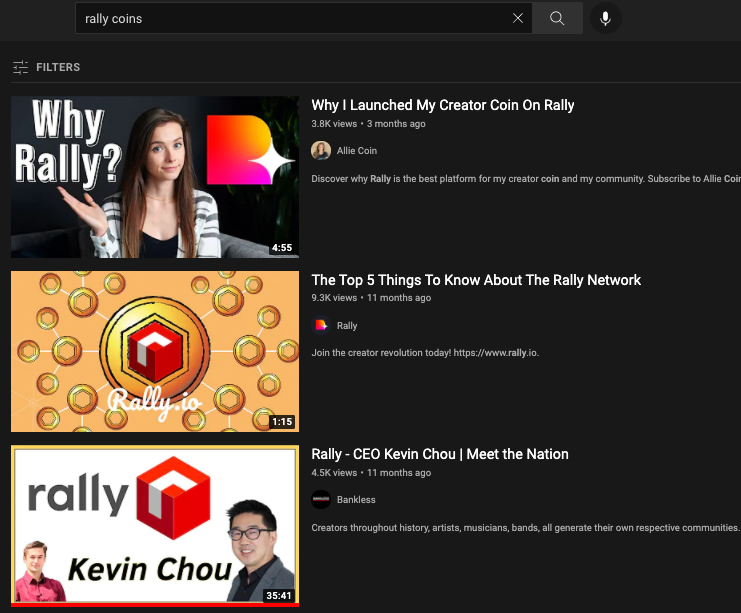 rally coins
FILTERS
Why
Rally?
4:55
Why I Launched My Creator Coin On Rally
3.8K views • 3 months ago
Allie Coin
Discover why Rally is the best platform for my creator coin and my community. Subscribe to Allie Coin
Rally.io
1:15
The Top 5 Things To Know About The Rally Network
9.3K views • 11 months ago
Rally
Join the creator revolution today! https://www.rally.io.
rally
Kevin Chou
35:41
Rally - CEO Kevin Chou | Meet the Nation
4.5K views • 11 months ago
Bankless
Creators throughout history, artists, musicians, bands, all generate their own respective communities.